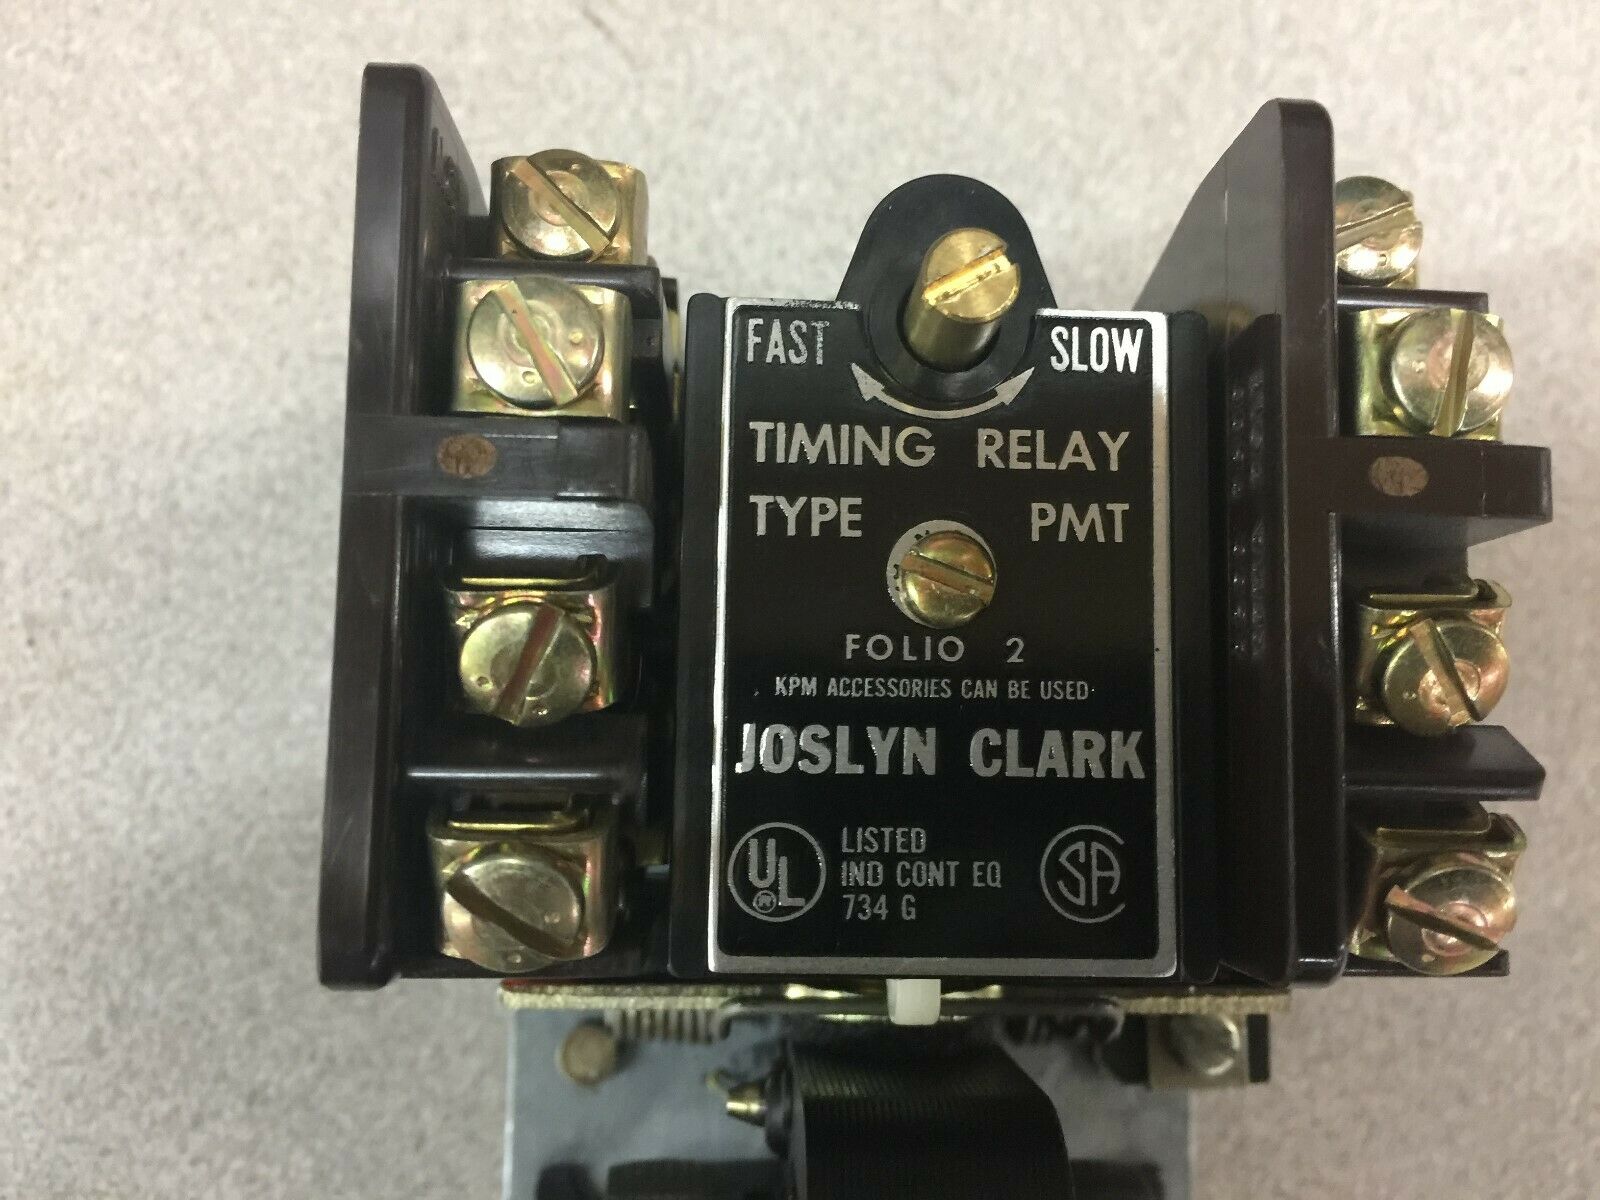 FAST SLOW
TIMING RELAY
TYPE PMT
FOLIO 2
KPM ACCESSORIES CAN BE USED
JOSLYN CLARK
UL LISTED
IND CONT EQ
734 G
SA